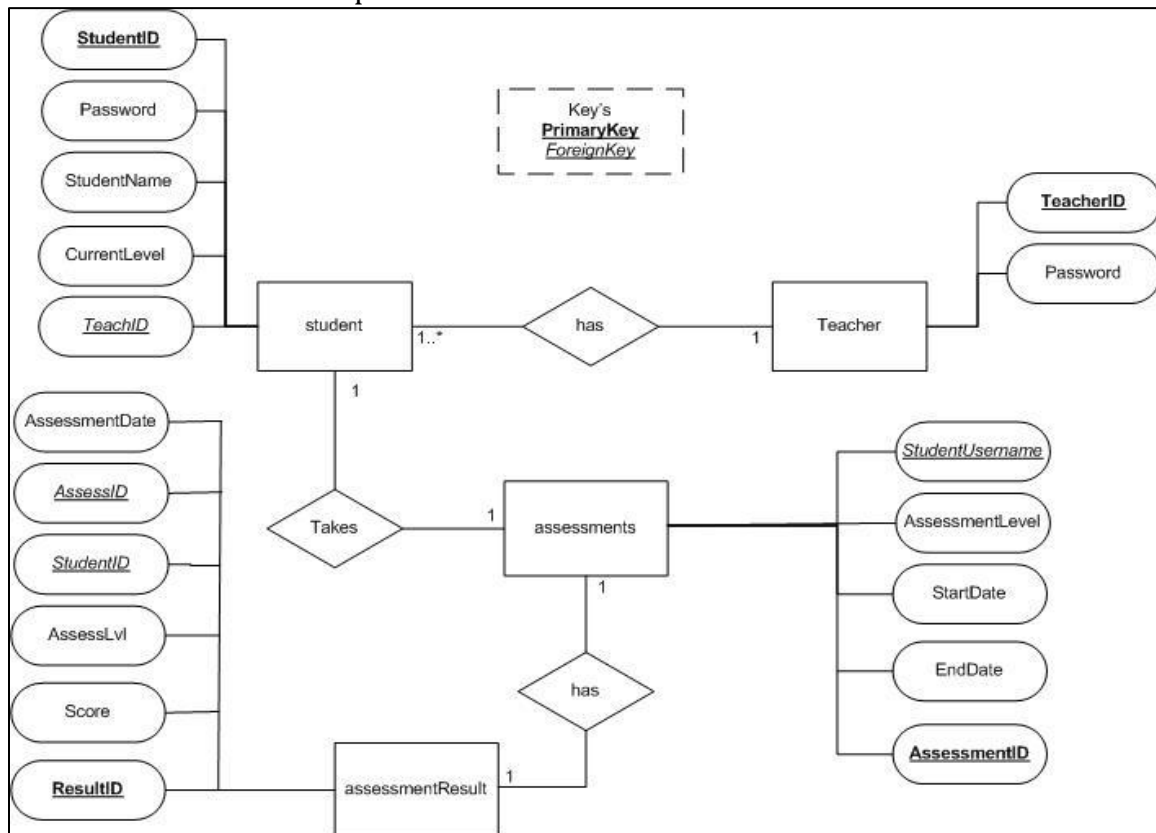 StudentID
Password
StudentName
CurrentLevel
TeachID
Key's
PrimaryKey
ForeignKey
TeacherID
Password
student
1..*
has
1
Teacher
1
AssessmentDate
AssessID
StudentID
AssessLvl
Score
ResultID
Takes
1
assessments
1
StudentUsername
AssessmentLevel
StartDate
EndDate
AssessmentID
has
1
assessmentResult